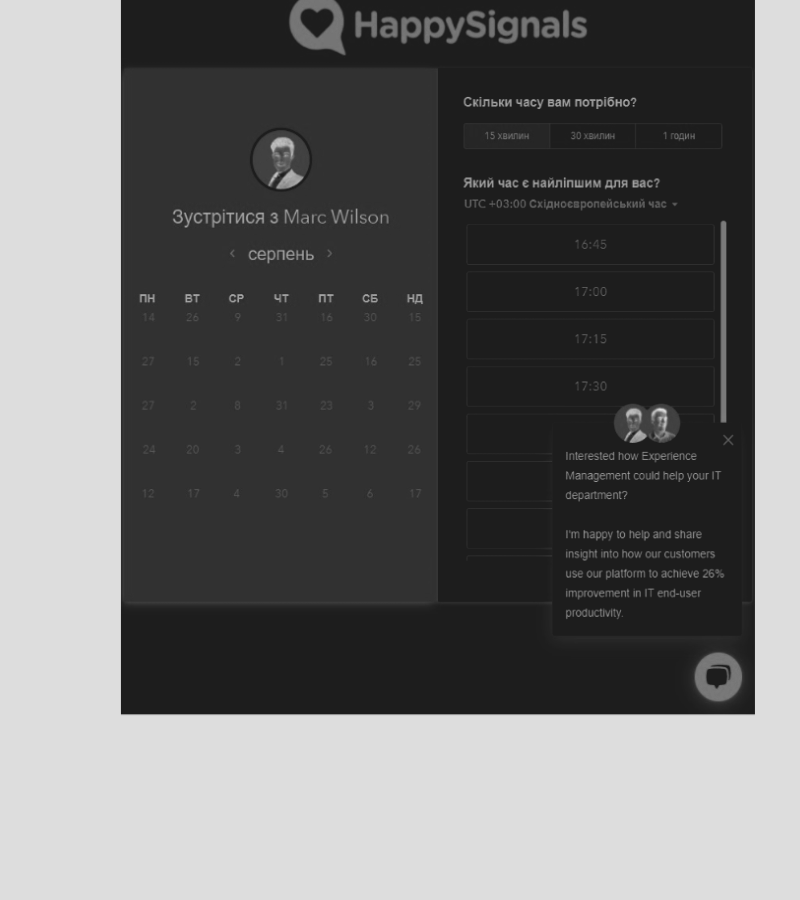 HappySignals
Зустрітися з Marc Wilson
серпень
ПН ВТ СР ЧТ ПТ СБ НД
14 26 9 31 16 30 15
27 15 2 1 25 16 25
27 2 8 31 23 3 29
24 20 3 4 26 12 26
12 17 4 30 5 6 17
Скільки часу вам потрібно?
15 хвилин 30 хвилин 1 годин
Який час є найліпшим для вас?
UTC +03:00 Східноєвропейський час
16:45
17:00
17:15
17:30
Interested how Experience
Management could help your IT
department?
I'm happy to help and share
insight into how our customers
use our platform to achieve 26%
improvement in IT end-user
productivity.